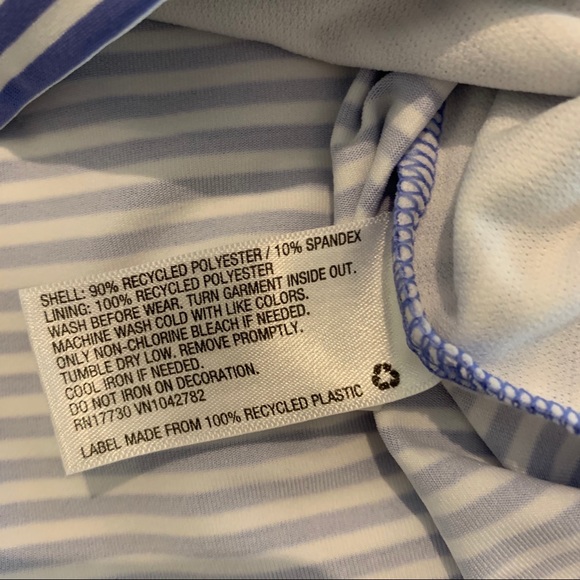 SHELL: 90% RECYCLED POLYESTER / 10% SPANDEX
LINING: 100% RECYCLED POLYESTER
WASH BEFORE WEAR. TURN GARMENT INSIDE OUT.
MACHINE WASH COLD WITH LIKE COLORS.
ONLY NON-CHLORINE BLEACH IF NEEDED.
TUMBLE DRY LOW. REMOVE PROMPTLY.
COOL IRON IF NEEDED.
DO NOT IRON ON DECORATION.
RN17730 VN1042782
LABEL MADE FROM 100% RECYCLED PLASTIC